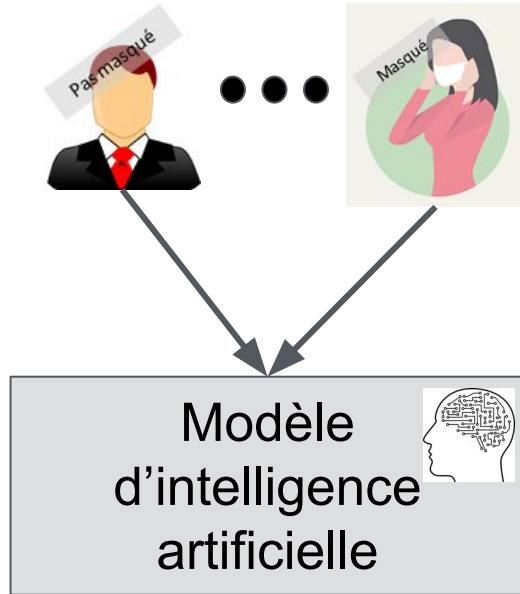 Pas masqué
Masqué
Modèle
d'intelligence
artificielle